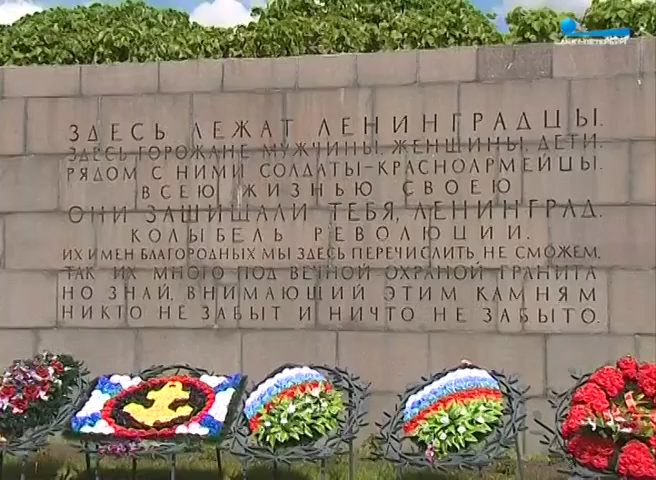 САНКТ-ПЕТЕРБУРГ
ЗДЕСЬ ЛЕЖАТ ЛЕНИНГРАДЦЫ.
ЗДЕСЬ ГОРОЖАНЕ – МУЖЧИНЫ, ЖЕНЩИНЫ, ДЕТИ.
РЯДОМ С НИМИ СОЛДАТЫ-КРАСНОАРМЕЙЦЫ.
ВСЕЮ ЖИЗНЬЮ СВОЕЮ
ОНИ ЗАЩИЩАЛИ ТЕБЯ, ЛЕНИНГРАД,
КОЛЫБЕЛЬ РЕВОЛЮЦИИ.
ИХ ИМЕН БЛАГОРОДНЫХ МЫ ЗДЕСЬ ПЕРЕЧИСЛИТЬ НЕ СМОЖЕМ,
ТАК ИХ МНОГО ПОД ВЕЧНОЙ ОХРАНОЙ ГРАНИТА
НО ЗНАЙ, ВНИМАЮЩИЙ ЭТИМ КАМНЯМ
НИКТО НЕ ЗАБЫТ И НИЧТО НЕ ЗАБЫТО.